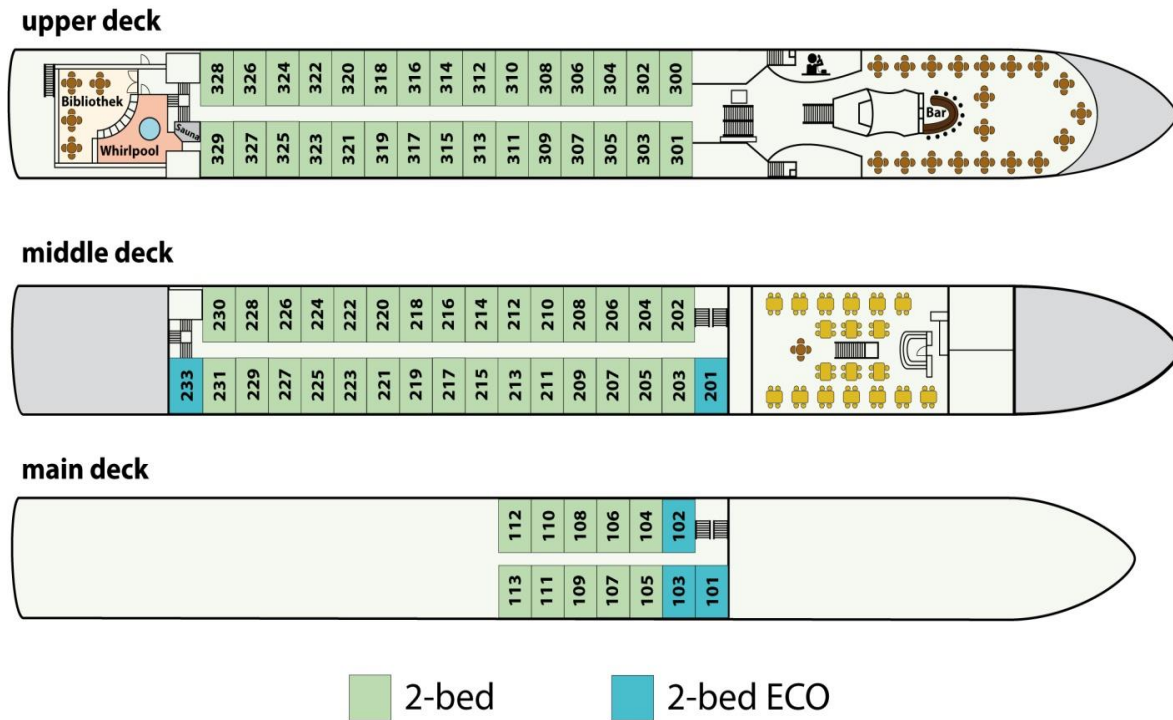 upper deck
328 326 324 322 320 318 316 314 312 310 308 306 304 302 300
Bibliothek
Bar
Sauna
Whirlpool
329 327 325 323 321 319 317 315 313 311 309 307 305 303 301
middle deck
230 228 226 224 222 220 218 216 214 212 210 208 206 204 202
233 231 229 227 225 223 221 219 217 215 213 211 209 207 205 203 201
main deck
112 110 108 106 104 102
113 111 109 107 105 103 101
2-bed
2-bed ECO